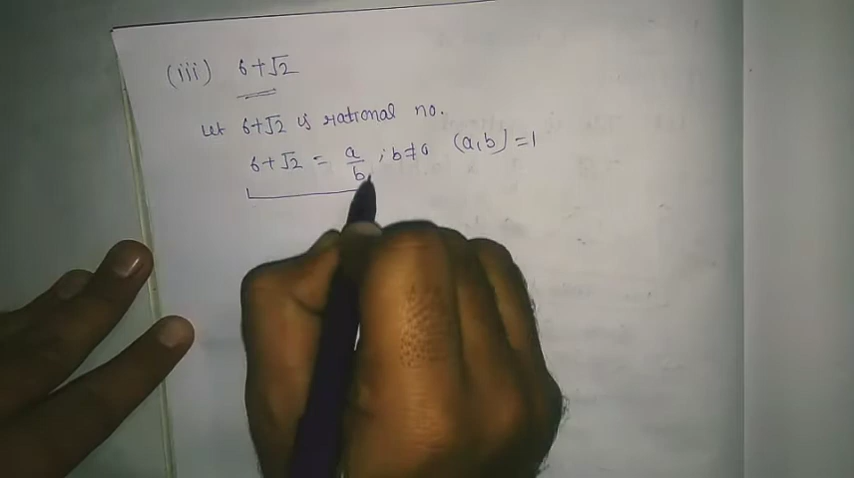 (iii) 6+√2
Let 6+√2 is rational no.
6+√2 = a/b ; b≠0 (a,b)=1